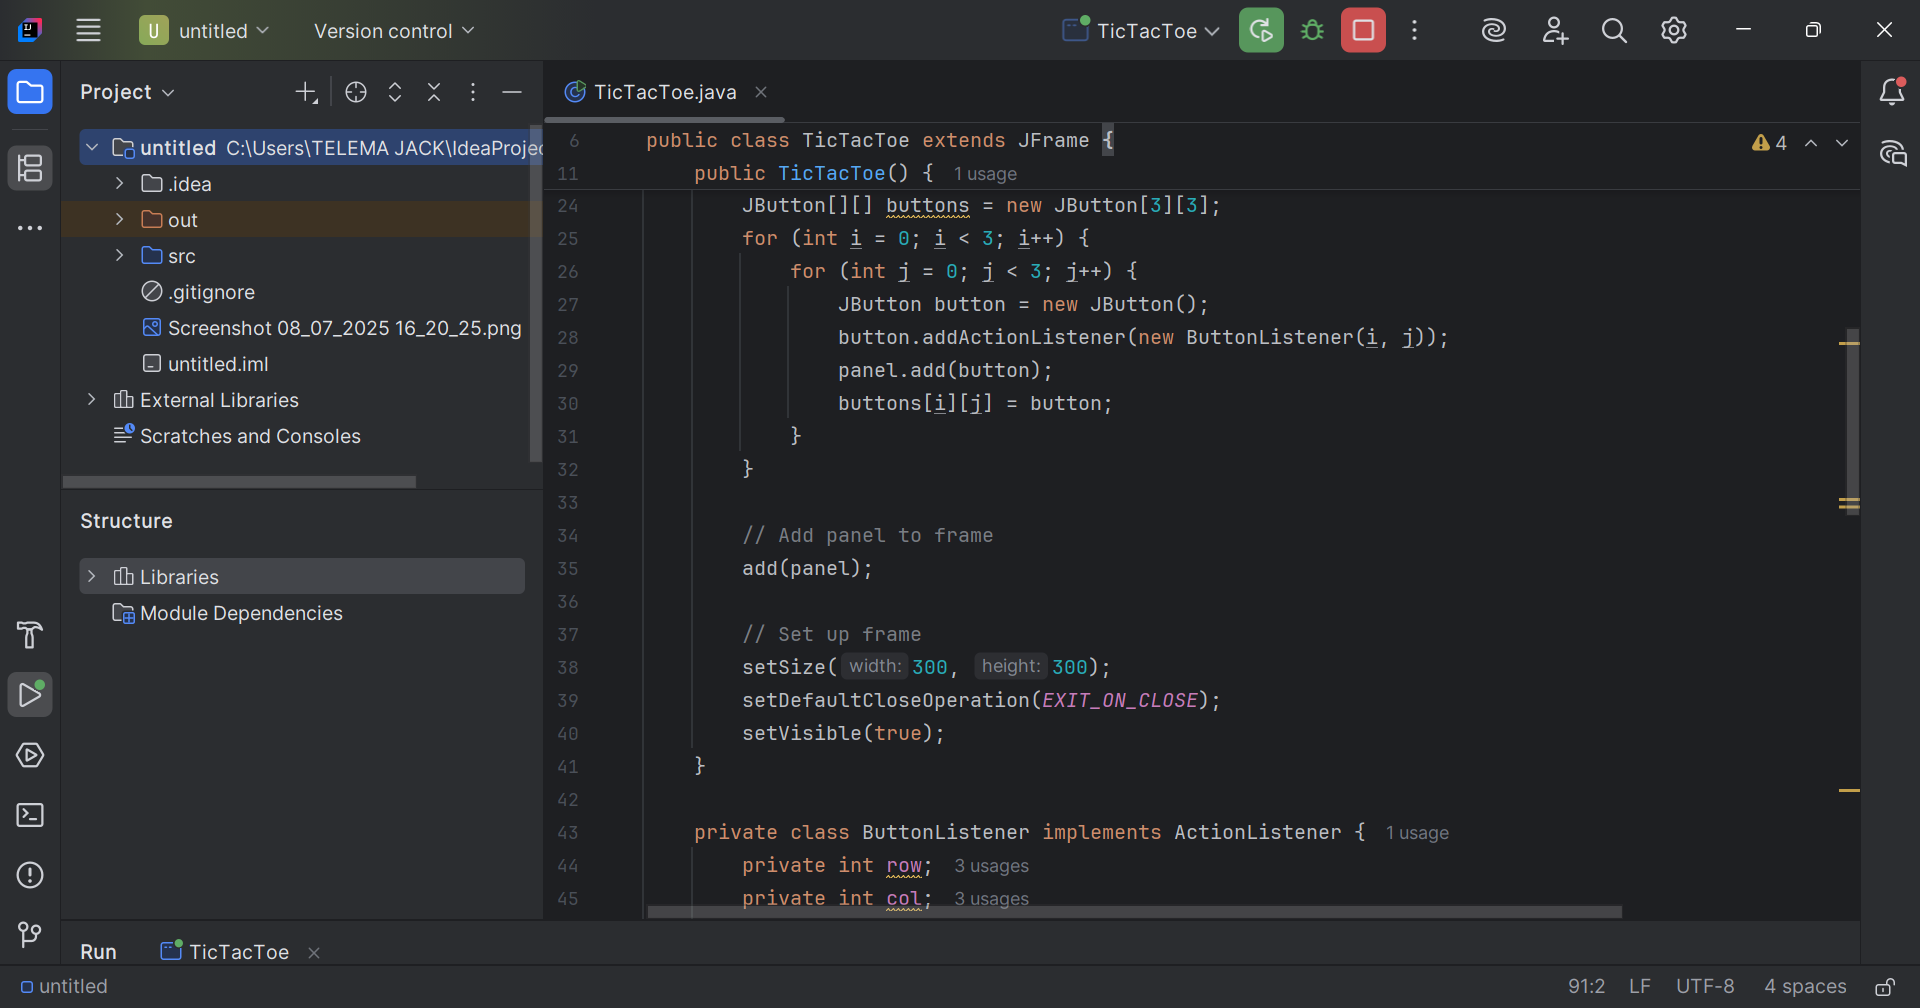 U untitled
Version control
TicTacToe
Project
TicTacToe.java
untitled C:\Users\TELEMA JACK\IdeaProjec
.idea
out
src
.gitignore
Screenshot 08_07_2025 16_20_25.png
untitled.iml
External Libraries
Scratches and Consoles
Structure
Libraries
Module Dependencies
4
6 public class TicTacToe extends JFrame {
11 public TicTacToe() { 1 usage
24 JButton[][] buttons = new JButton[3][3];
25 for (int i = 0; i < 3; i++) {
26 for (int j = 0; j < 3; j++) {
27 JButton button = new JButton();
28 button.addActionListener(new ButtonListener(i, j));
29 panel.add(button);
30 buttons[i][j] = button;
31 }
32 }
33
34 // Add panel to frame
35 add(panel);
36
37 // Set up frame
38 setSize( width: 300, height: 300);
39 setDefaultCloseOperation(EXIT_ON_CLOSE);
40 setVisible(true);
41 }
42
43 private class ButtonListener implements ActionListener { 1 usage
44 private int row; 3 usages
45 private int col; 3 usages
Run TicTacToe
untitled
91:2 LF UTF-8 4 spaces